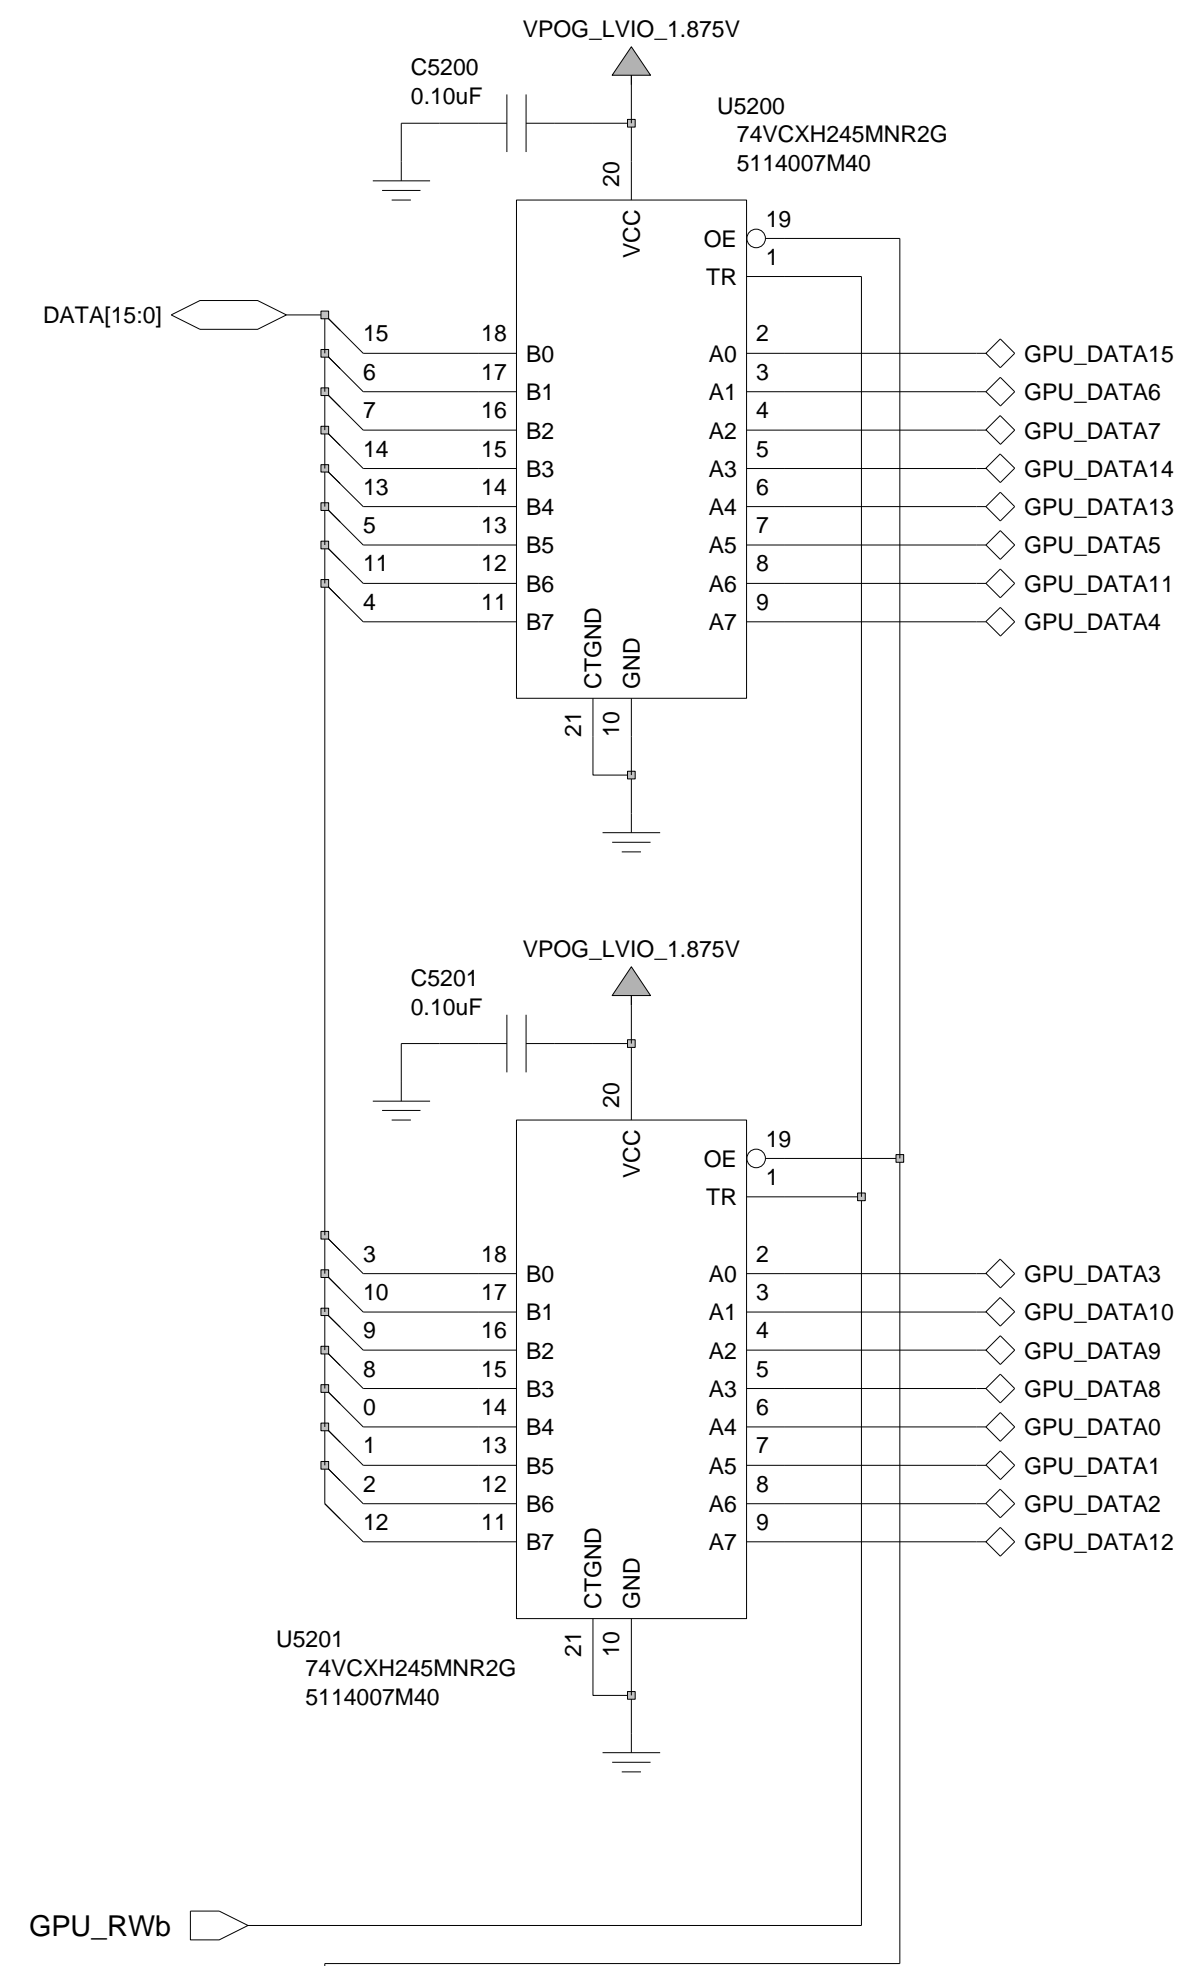 VPOG_LVIO_1.875V
C5200
0.10uF
U5200
74VCXH245MNR2G
5114007M40
20
VCC
OE
19
TR
1
DATA[15:0]
15 18 B0 A0 2 GPU_DATA15
6 17 B1 A1 3 GPU_DATA6
7 16 B2 A2 4 GPU_DATA7
14 15 B3 A3 5 GPU_DATA14
13 14 B4 A4 6 GPU_DATA13
5 13 B5 A5 7 GPU_DATA5
11 12 B6 A6 8 GPU_DATA11
4 11 B7 A7 9 GPU_DATA4
CTGND
GND
21
10
VPOG_LVIO_1.875V
C5201
0.10uF
20
VCC
OE
19
TR
1
3 18 B0 A0 2 GPU_DATA3
10 17 B1 A1 3 GPU_DATA10
9 16 B2 A2 4 GPU_DATA9
8 15 B3 A3 5 GPU_DATA8
0 14 B4 A4 6 GPU_DATA0
1 13 B5 A5 7 GPU_DATA1
2 12 B6 A6 8 GPU_DATA2
12 11 B7 A7 9 GPU_DATA12
CTGND
GND
21
10
U5201
74VCXH245MNR2G
5114007M40
GPU_RWb